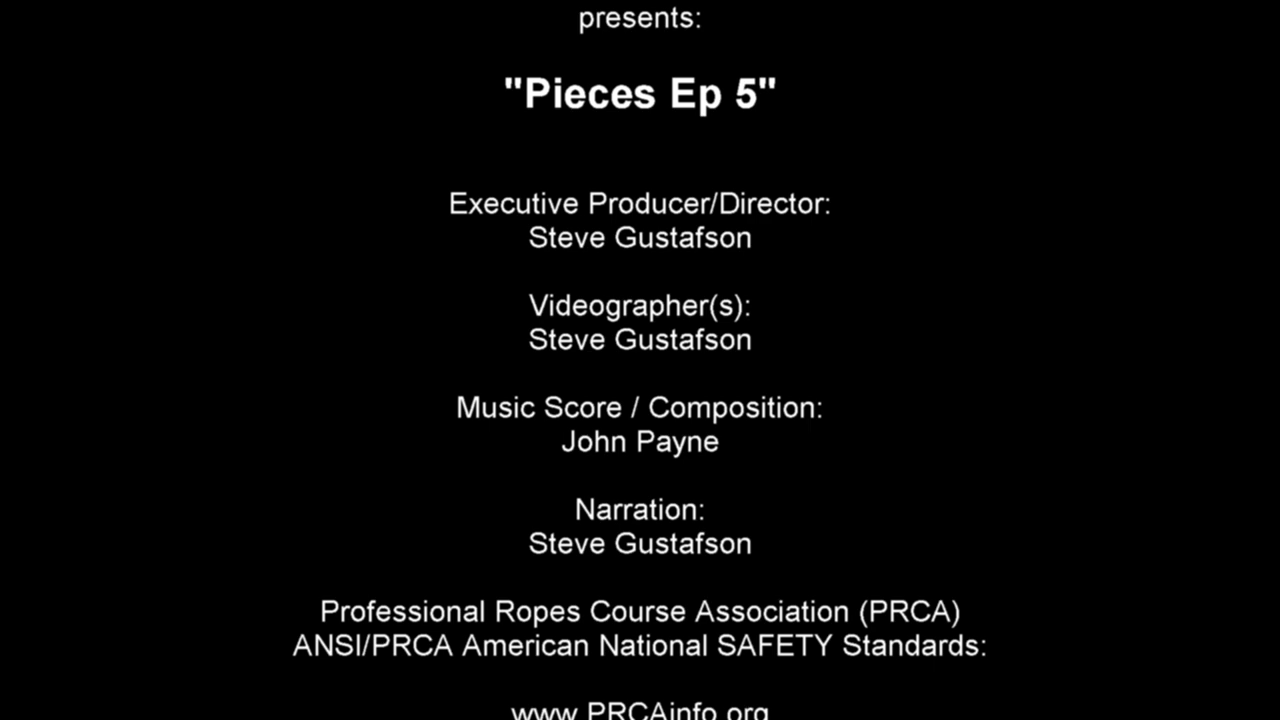 presents:
"Pieces Ep 5"
Executive Producer/Director:
Steve Gustafson
Videographer(s):
Steve Gustafson
Music Score / Composition:
John Payne
Narration:
Steve Gustafson
Professional Ropes Course Association (PRCA)
ANSI/PRCA American National SAFETY Standards:
www.PRCAinfo.org